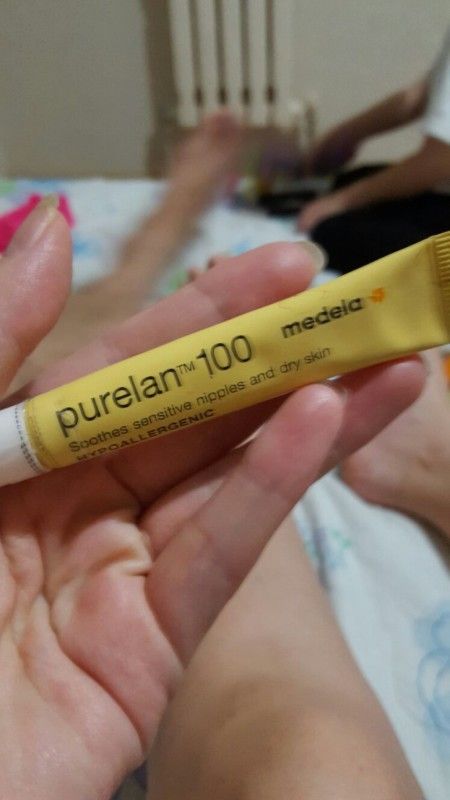 medela
purelan™ 100
Soothes sensitive nipples and dry skin
HYPOALLERGENIC